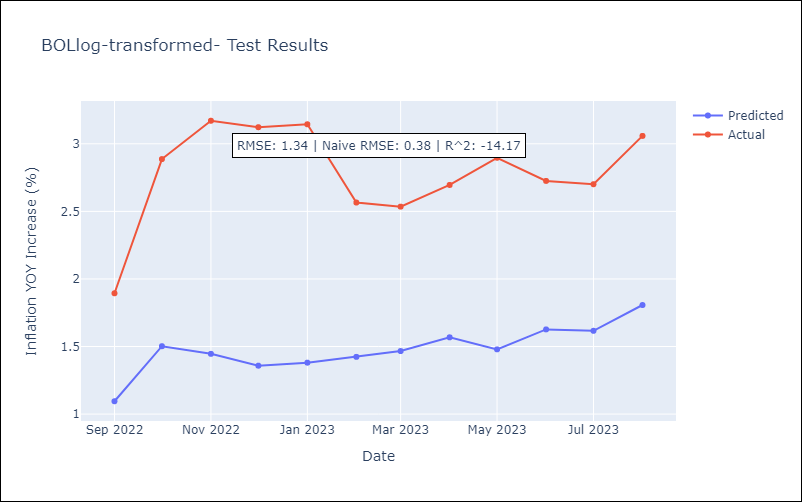 BOLlog-transformed- Test Results
Predicted
Actual
RMSE: 1.34 | Naive RMSE: 0.38 | R^2: -14.17
Inflation YOY Increase (%)
3
2.5
2
1.5
1
Sep 2022 Nov 2022 Jan 2023 Mar 2023 May 2023 Jul 2023
Date